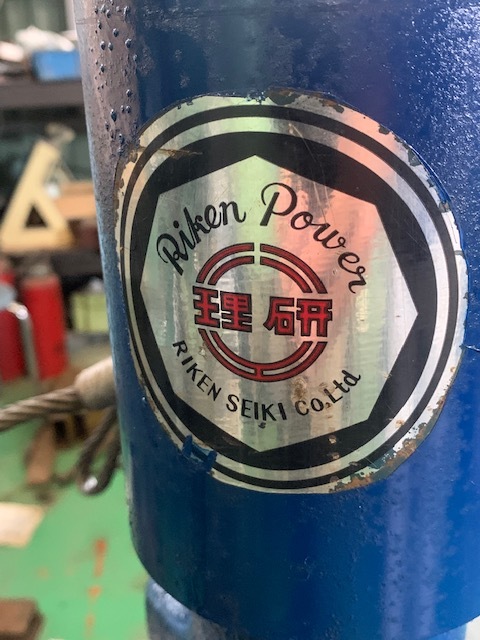 Riken Power
理研
RIKEN SEIKI CO.,Ltd